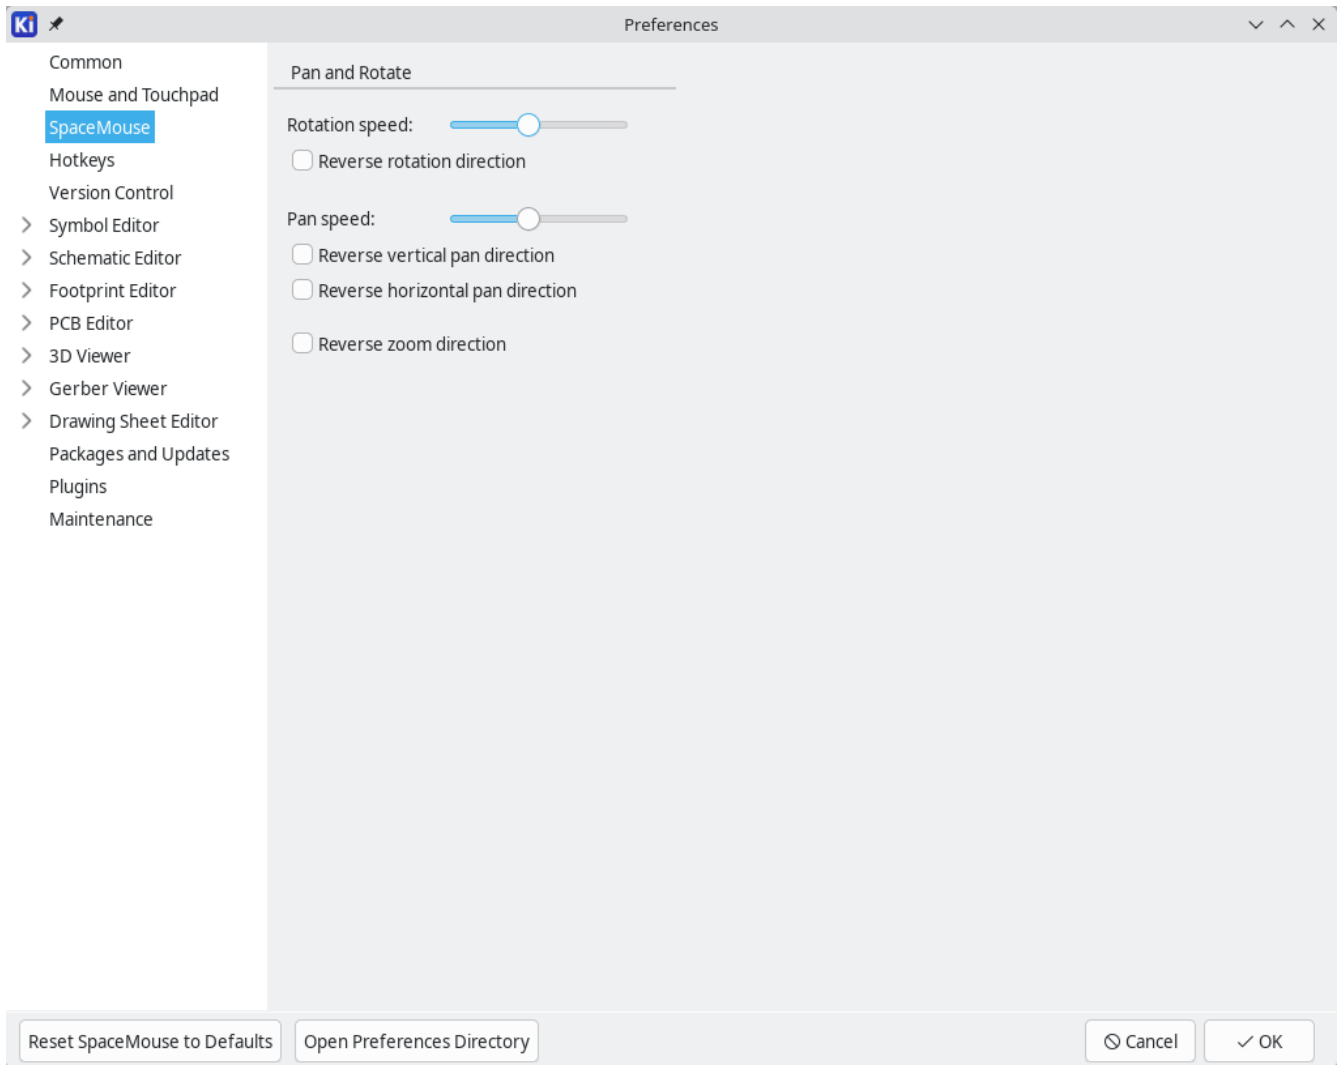 Ki
Preferences
Common
Mouse and Touchpad
SpaceMouse
Hotkeys
Version Control
Symbol Editor
Schematic Editor
Footprint Editor
PCB Editor
3D Viewer
Gerber Viewer
Drawing Sheet Editor
Packages and Updates
Plugins
Maintenance
Pan and Rotate
Rotation speed:
Reverse rotation direction
Pan speed:
Reverse vertical pan direction
Reverse horizontal pan direction
Reverse zoom direction
Reset SpaceMouse to Defaults
Open Preferences Directory
Cancel
OK